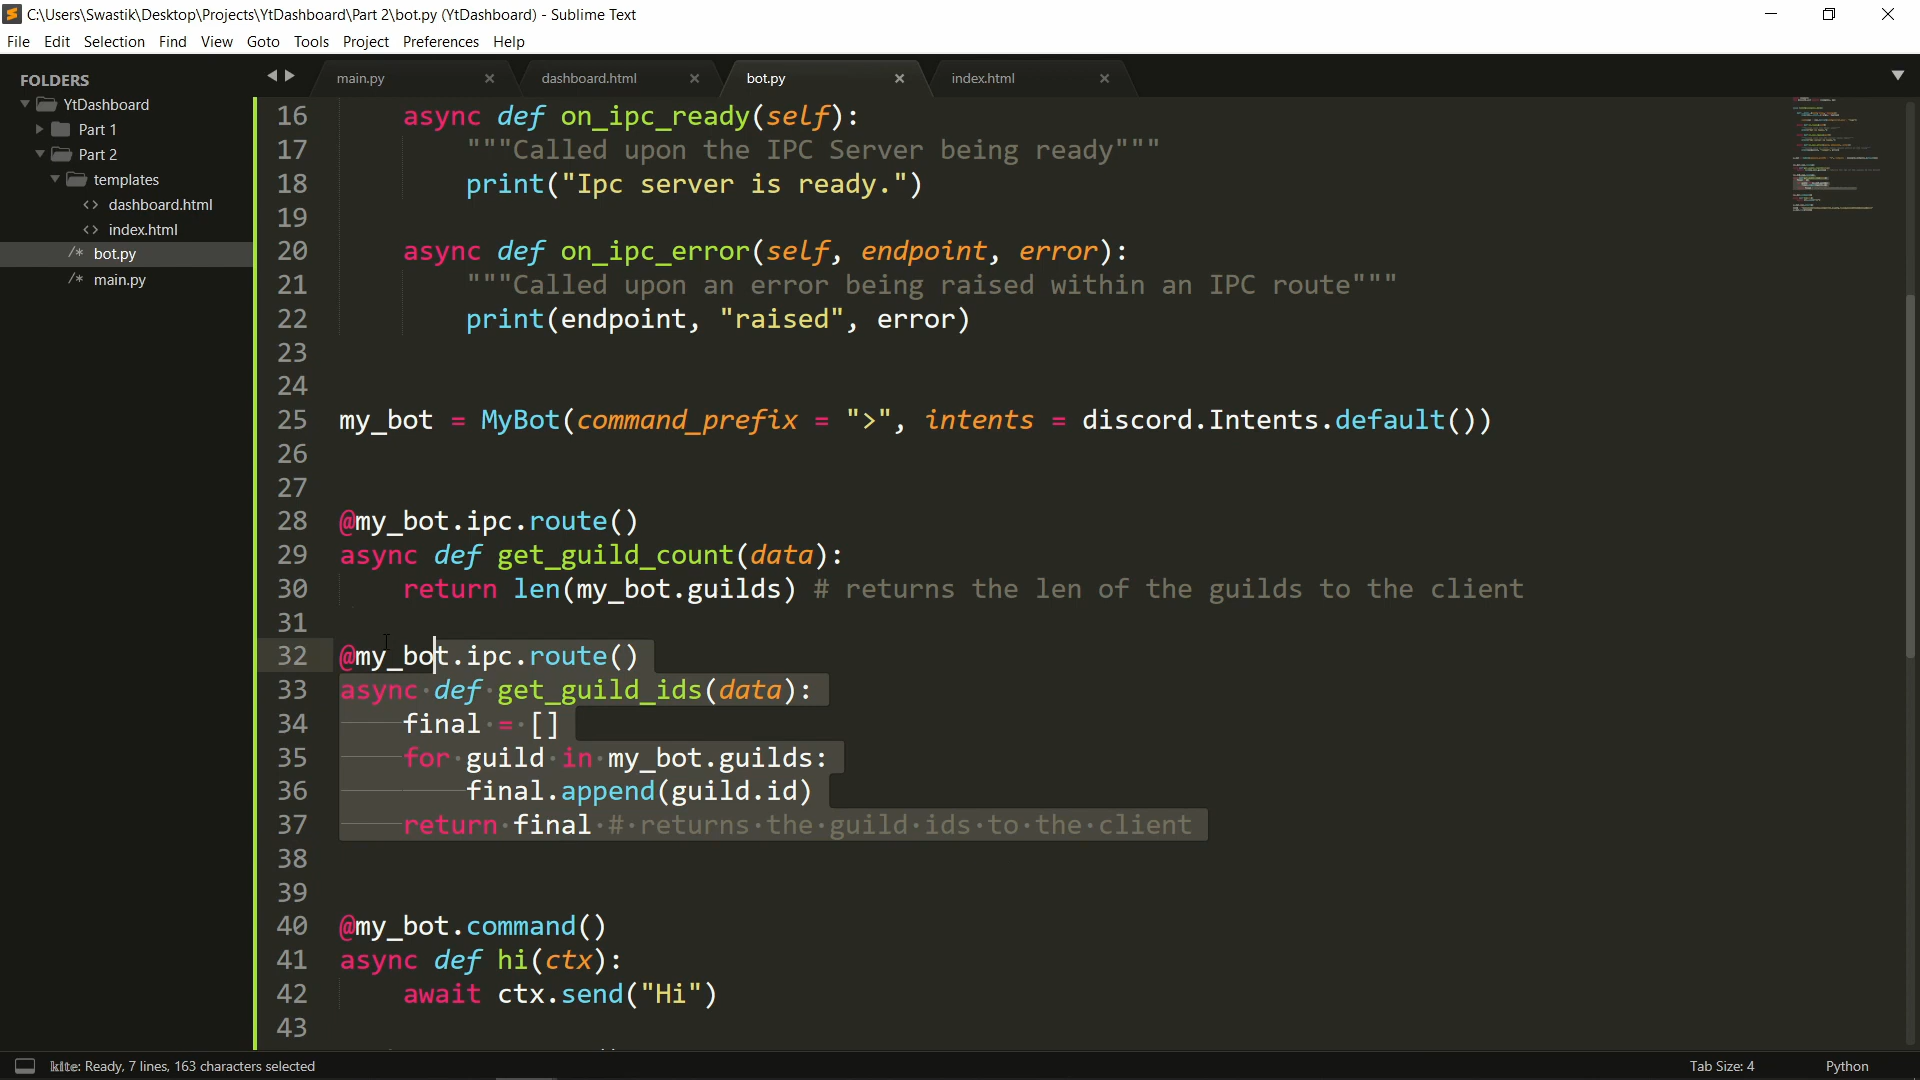 C:\Users\Swastik\Desktop\Projects\YtDashboard\Part 2\bot.py (YtDashboard) - Sublime Text
File Edit Selection Find View Goto Tools Project Preferences Help
FOLDERS
YtDashboard
Part 1
Part 2
templates
<> dashboard.html
<> index.html
/* bot.py
/* main.py
main.py × dashboard.html × bot.py × index.html ×
16 async def on_ipc_ready(self):
17 """Called upon the IPC Server being ready"""
18 print("Ipc server is ready.")
19
20 async def on_ipc_error(self, endpoint, error):
21 """Called upon an error being raised within an IPC route"""
22 print(endpoint, "raised", error)
23
24
25 my_bot = MyBot(command_prefix = ">", intents = discord.Intents.default())
26
27
28 @my_bot.ipc.route()
29 async def get_guild_count(data):
30 return len(my_bot.guilds) # returns the len of the guilds to the client
31
32 @my_bot.ipc.route()
33 async def get_guild_ids(data):
34 final = []
35 for guild in my_bot.guilds:
36 final.append(guild.id)
37 return final # returns the guild ids to the client
38
39
40 @my_bot.command()
41 async def hi(ctx):
42 await ctx.send("Hi")
43
kite: Ready, 7 lines, 163 characters selected
Tab Size: 4
Python